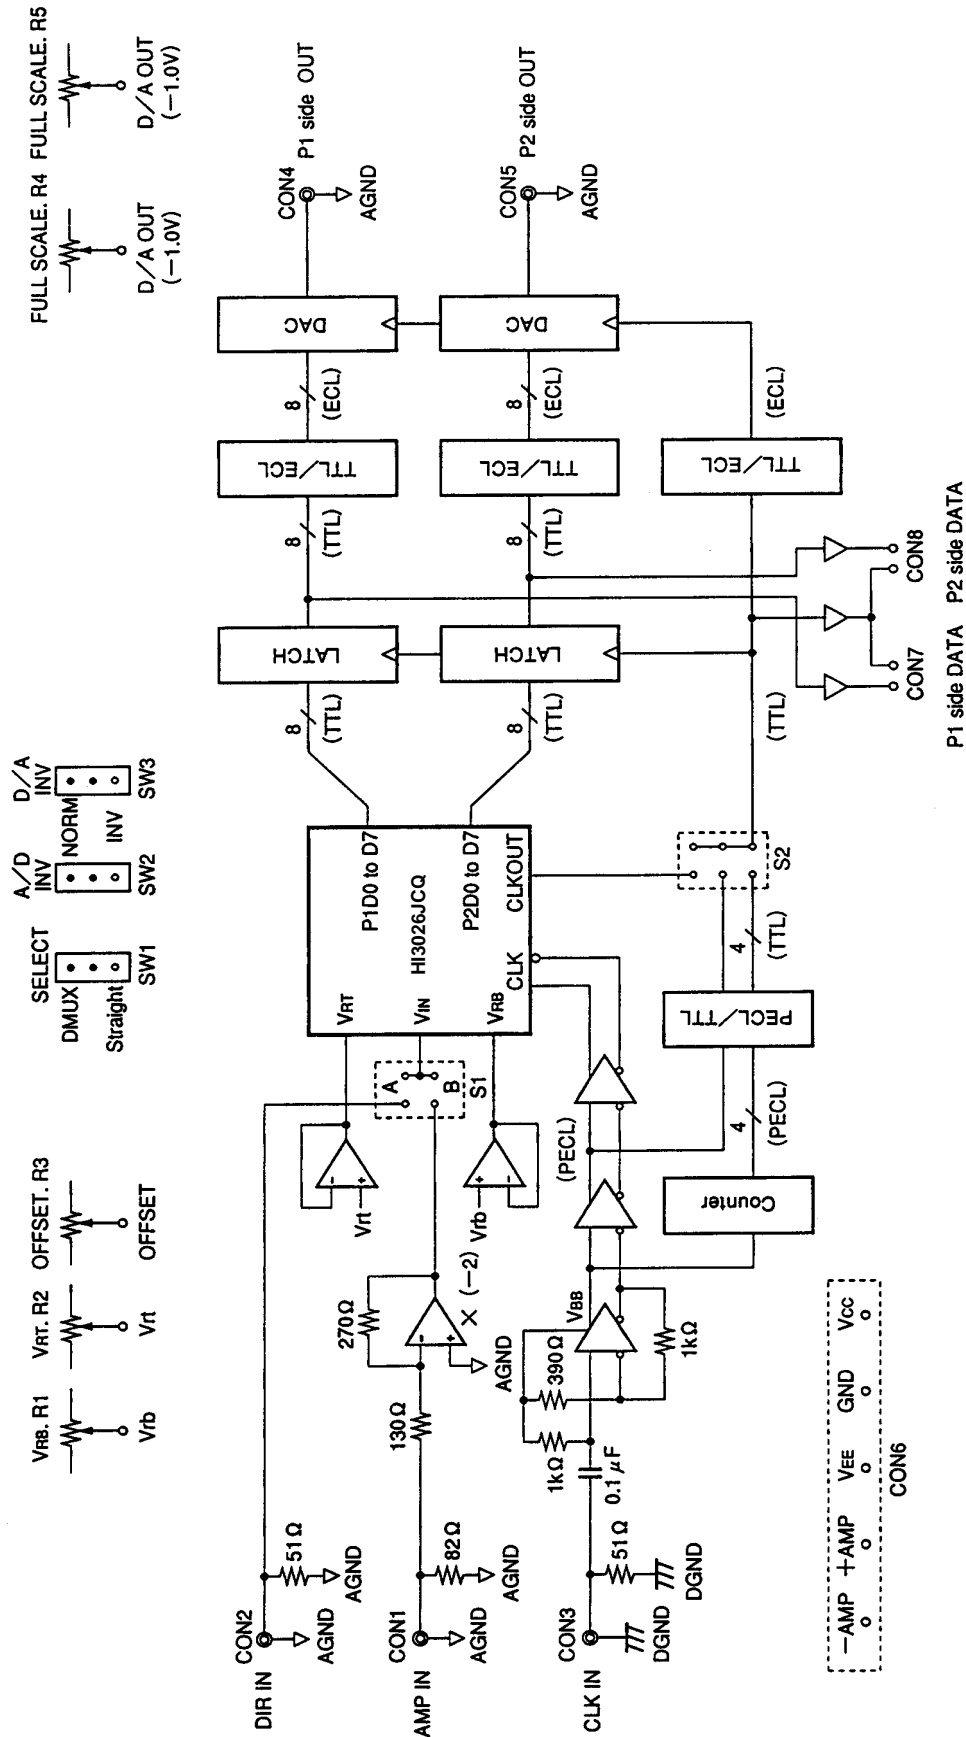 VRB. R1
Vrb
VRT. R2
Vrt
OFFSET. R3
OFFSET
SELECT
DMUX
Straight
SW1
A/D
INV
SW2
NORM
INV
D/A
INV
SW3
FULL SCALE. R4
D/A OUT
(−1.0V)
FULL SCALE. R5
D/A OUT
(−1.0V)
DIR IN
CON2
AGND
51Ω
AGND
AMP IN
CON1
AGND
82Ω
AGND
130Ω
270Ω
−
+
AGND
× (−2)
Vrt
−
+
Vrb
+
−
A
B
S1
VRT
VIN
VRB
HI3026JCQ
P1D0 to D7
P2D0 to D7
CLK
CLKOUT
8
(TTL)
LATCH
8
(TTL)
TTL/ECL
8
(ECL)
DAC
CON4
P1 side OUT
AGND
8
(TTL)
LATCH
8
(TTL)
TTL/ECL
8
(ECL)
DAC
CON5
P2 side OUT
AGND
CLK IN
CON3
DGND
51Ω
DGND
0.1 μF
1kΩ
390Ω
VBB
1kΩ
(PECL)
Counter
4
(PECL)
PECL/TTL
4
(TTL)
S2
(TTL)
TTL/ECL
(ECL)
CON7
CON8
P1 side DATA
P2 side DATA
−AMP
+AMP
VEE
GND
VCC
CON6